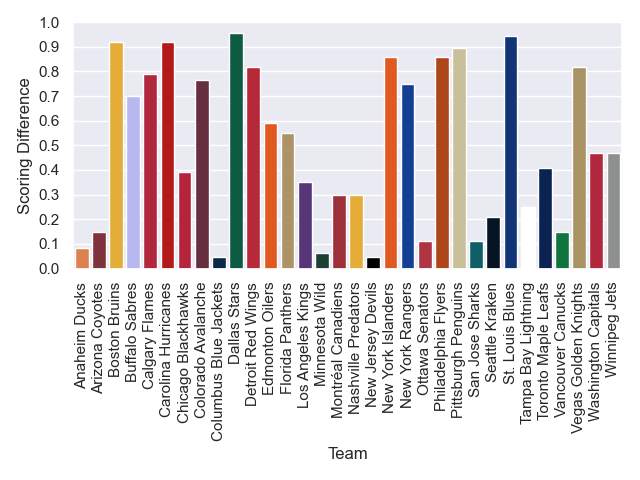 1.0
0.9
0.8
0.7
0.6
0.5
0.4
0.3
0.2
0.1
0.0
Scoring Difference
Anaheim Ducks
Arizona Coyotes
Boston Bruins
Buffalo Sabres
Calgary Flames
Carolina Hurricanes
Chicago Blackhawks
Colorado Avalanche
Columbus Blue Jackets
Dallas Stars
Detroit Red Wings
Edmonton Oilers
Florida Panthers
Los Angeles Kings
Minnesota Wild
Montréal Canadiens
Nashville Predators
New Jersey Devils
New York Islanders
New York Rangers
Ottawa Senators
Philadelphia Flyers
Pittsburgh Penguins
San Jose Sharks
Seattle Kraken
St. Louis Blues
Tampa Bay Lightning
Toronto Maple Leafs
Vancouver Canucks
Vegas Golden Knights
Washington Capitals
Winnipeg Jets
Team